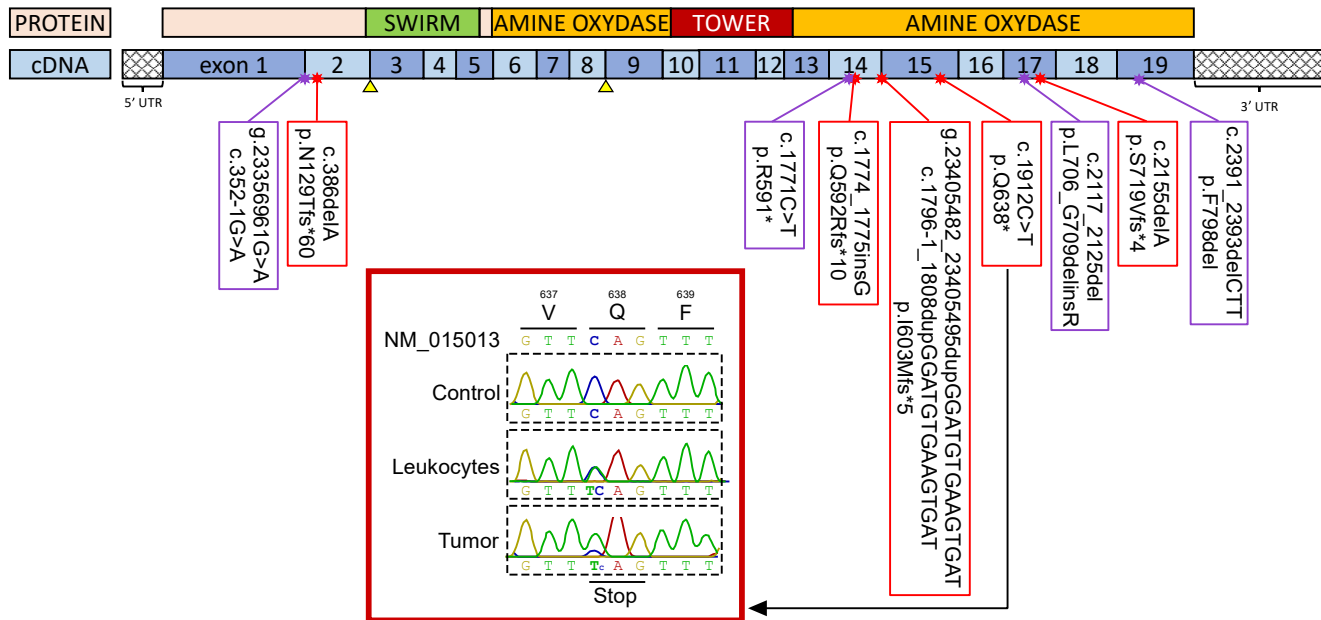 PROTEIN
SWIRM
AMINE OXYDASE
TOWER
AMINE OXYDASE
cDNA
exon 1
2
3
4
5
6
7
8
9
10
11
12
13
14
15
16
17
18
19
5’ UTR
3’ UTR
g.23356961G>A
c.352-1G>A
c.386delA
p.N129Tfs*60
c.1771C>T
p.R591*
c.1774_1775insG
p.Q592Rfs*10
g.23405482_23405495dupGGATGTGAAGTGAT
c.1796-1_1808dupGGATGTGAAGTGAT
p.I603Mfs*5
c.1912C>T
p.Q638*
c.2117_2125del
p.L706_G709delinsR
c.2155delA
p.S719Vfs*4
c.2391_2393delCTT
p.F798del
637 638 639
V Q F
NM_015013 G T T C A G T T T
Control
G T T C A G T T T
Leukocytes
G T T TC A G T T T
Tumor
G T T Tc A G T T T
Stop